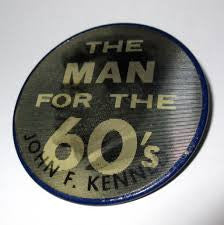 THE
MAN
FOR THE
60's
JOHN F. KENN